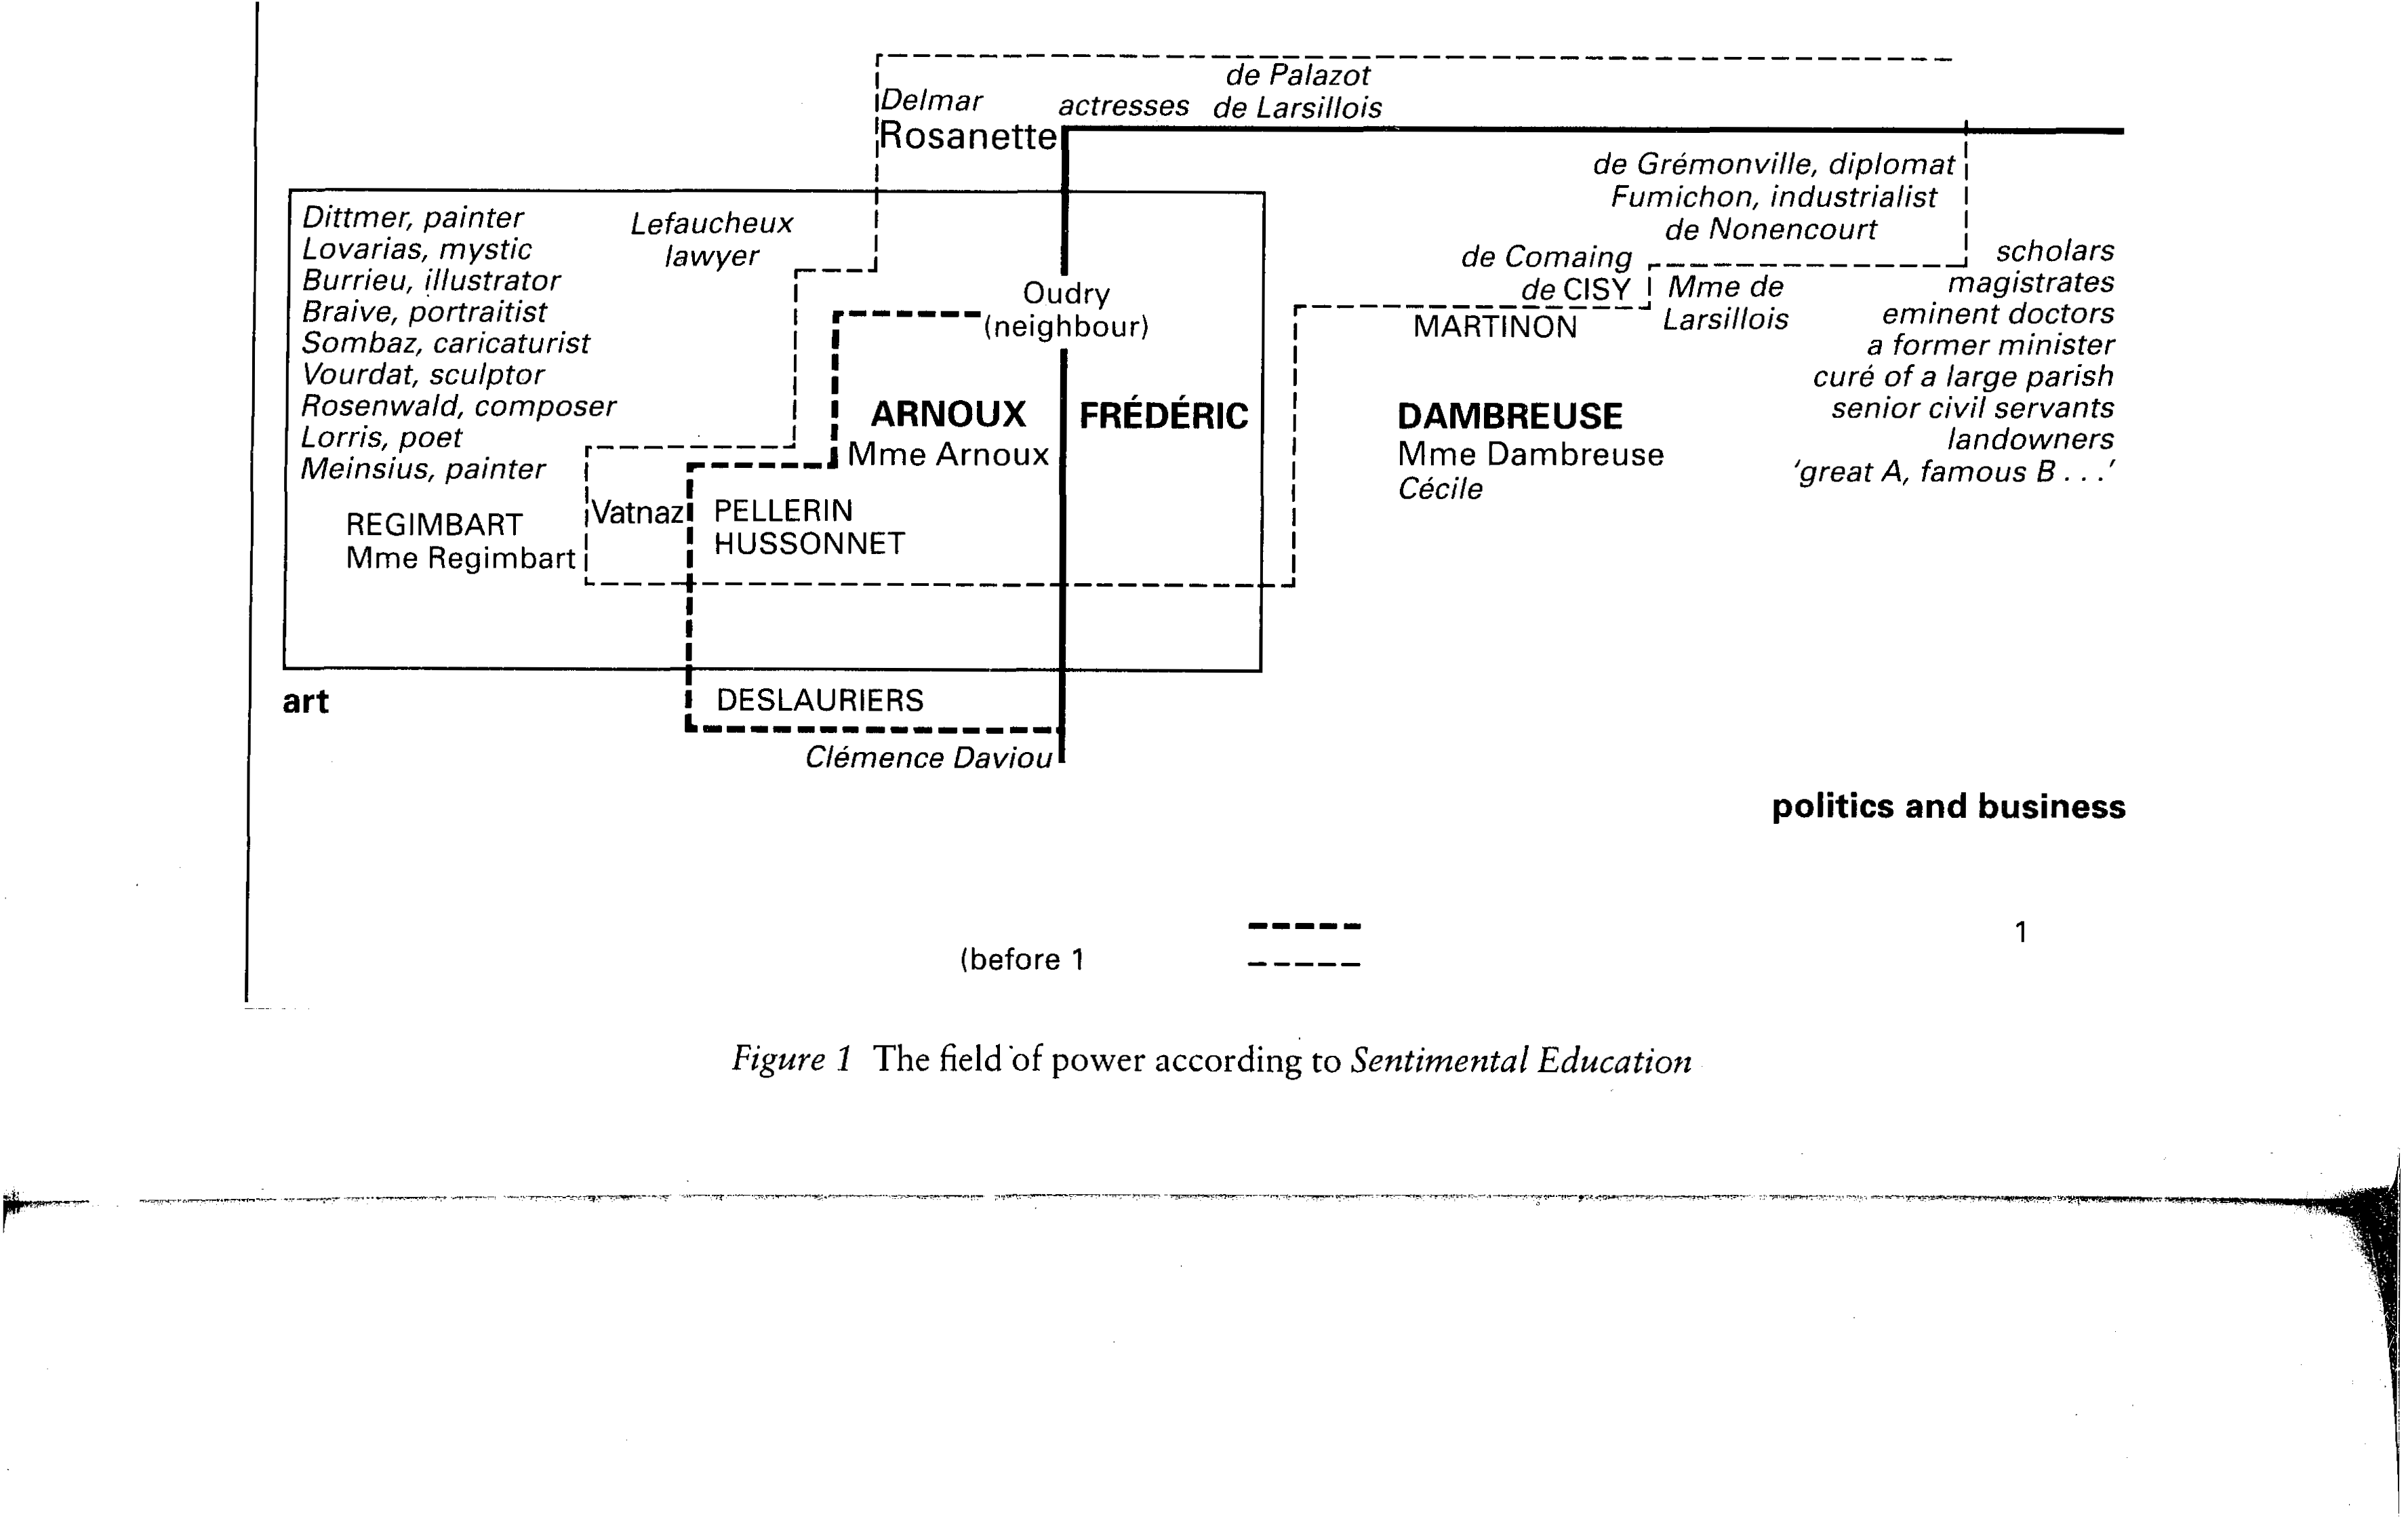 de Palazot
Delmar actresses de Larsillois
Rosanette
de Grémonville, diplomat
Fumichon, industrialist
de Nonencourt
Dittmer, painter
Lovarias, mystic
Burrieu, illustrator
Braive, portraitist
Sombaz, caricaturist
Vourdat, sculptor
Rosenwald, composer
Lorris, poet
Meinsius, painter
Lefaucheux
lawyer
Oudry
(neighbour)
de Comaing
de CISY
MARTINON
Mme de
Larsillois
scholars
magistrates
eminent doctors
a former minister
curé of a large parish
senior civil servants
landowners
'great A, famous B . . .'
ARNOUX
Mme Arnoux
FRÉDÉRIC
DAMBREUSE
Mme Dambreuse
Cécile
REGIMBART
Mme Regimbart
Vatnaz
PELLERIN
HUSSONNET
art
DESLAURIERS
Clémence Daviou
politics and business
1
(before 1
Figure 1 The field of power according to Sentimental Education